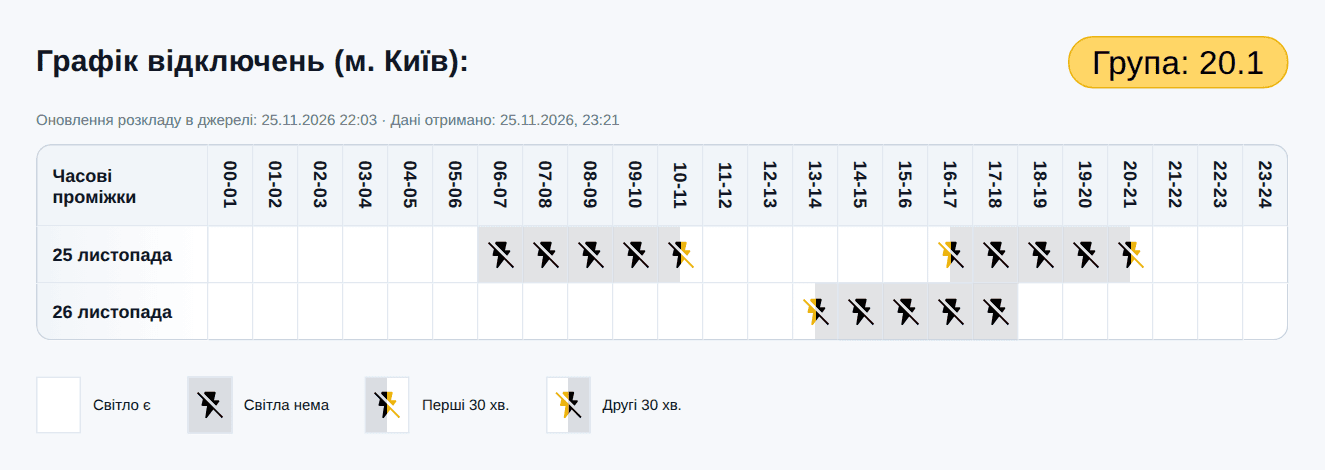 Графік відключень (м. Київ):
Група: 20.1
Оновлення розкладу в джерелі: 25.11.2026 22:03 · Дані отримано: 25.11.2026, 23:21
Часові
проміжки
00-01
01-02
02-03
03-04
04-05
05-06
06-07
07-08
08-09
09-10
10-11
11-12
12-13
13-14
14-15
15-16
16-17
17-18
18-19
19-20
20-21
21-22
22-23
23-24
25 листопада
26 листопада
Світло є
Світла нема
Перші 30 хв.
Другі 30 хв.